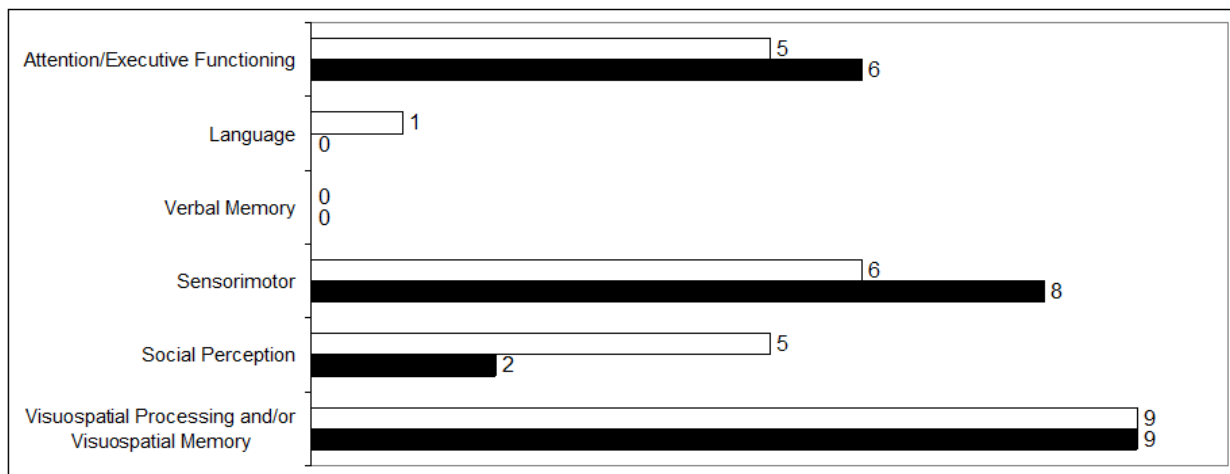 Attention/Executive Functioning
5
6
Language
1
0
Verbal Memory
0
0
Sensorimotor
6
8
Social Perception
5
2
Visuospatial Processing and/or
Visuospatial Memory
9
9